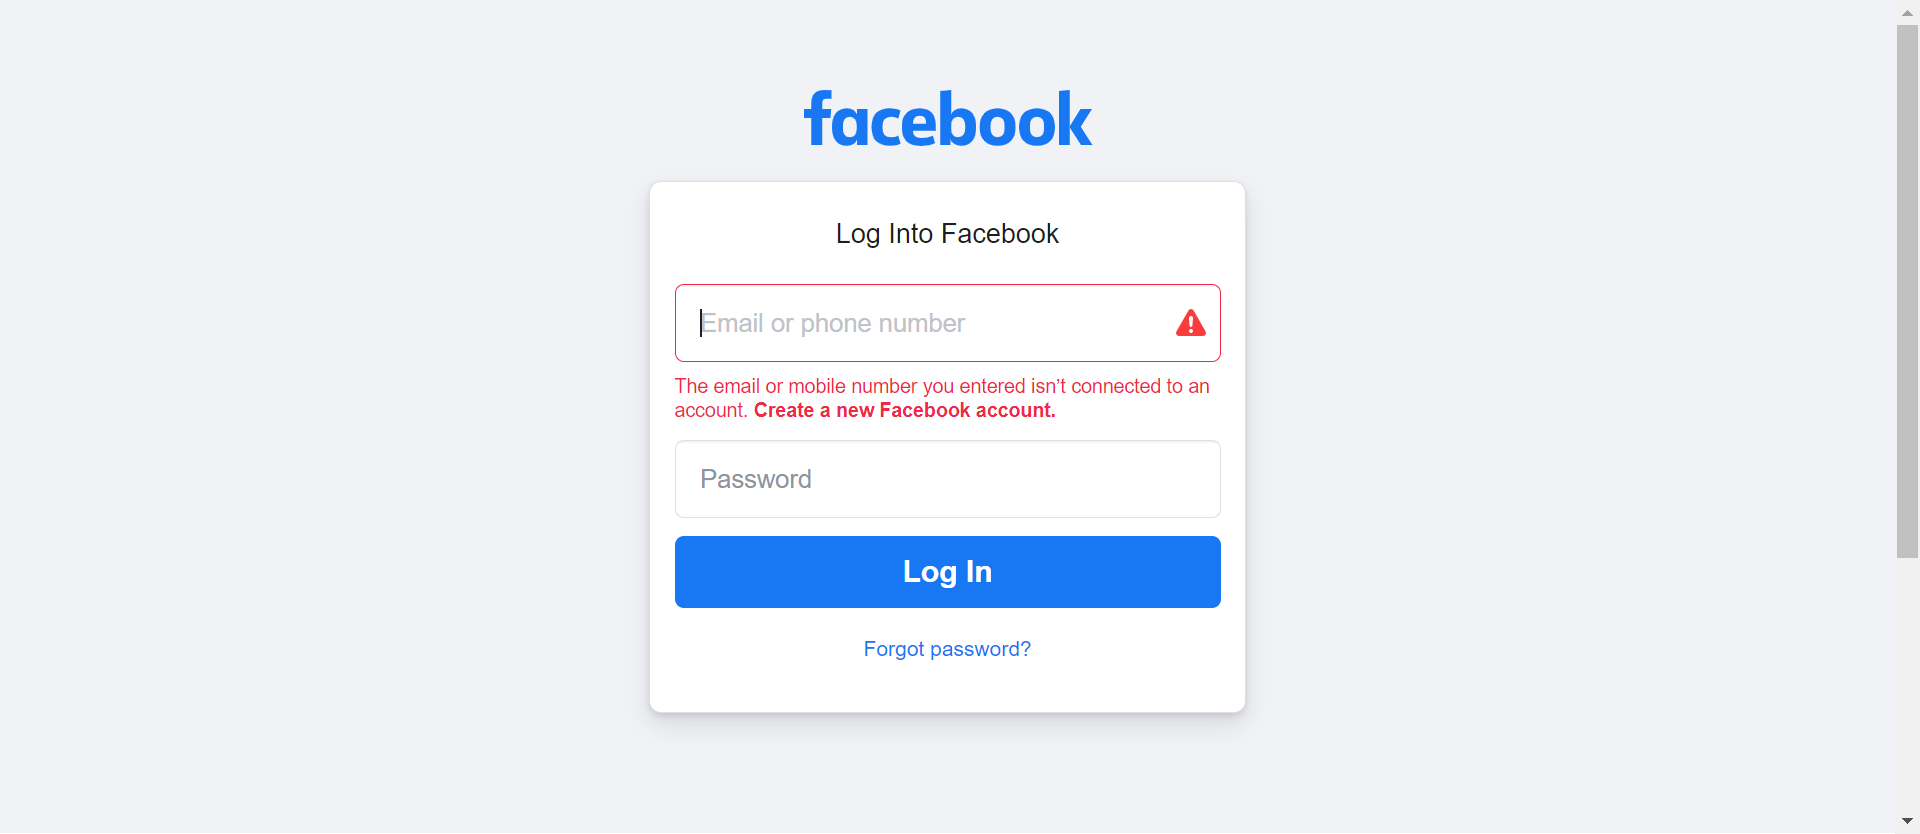 facebook
Log Into Facebook
Email or phone number
The email or mobile number you entered isn’t connected to an
account. Create a new Facebook account.
Password
Log In
Forgot password?